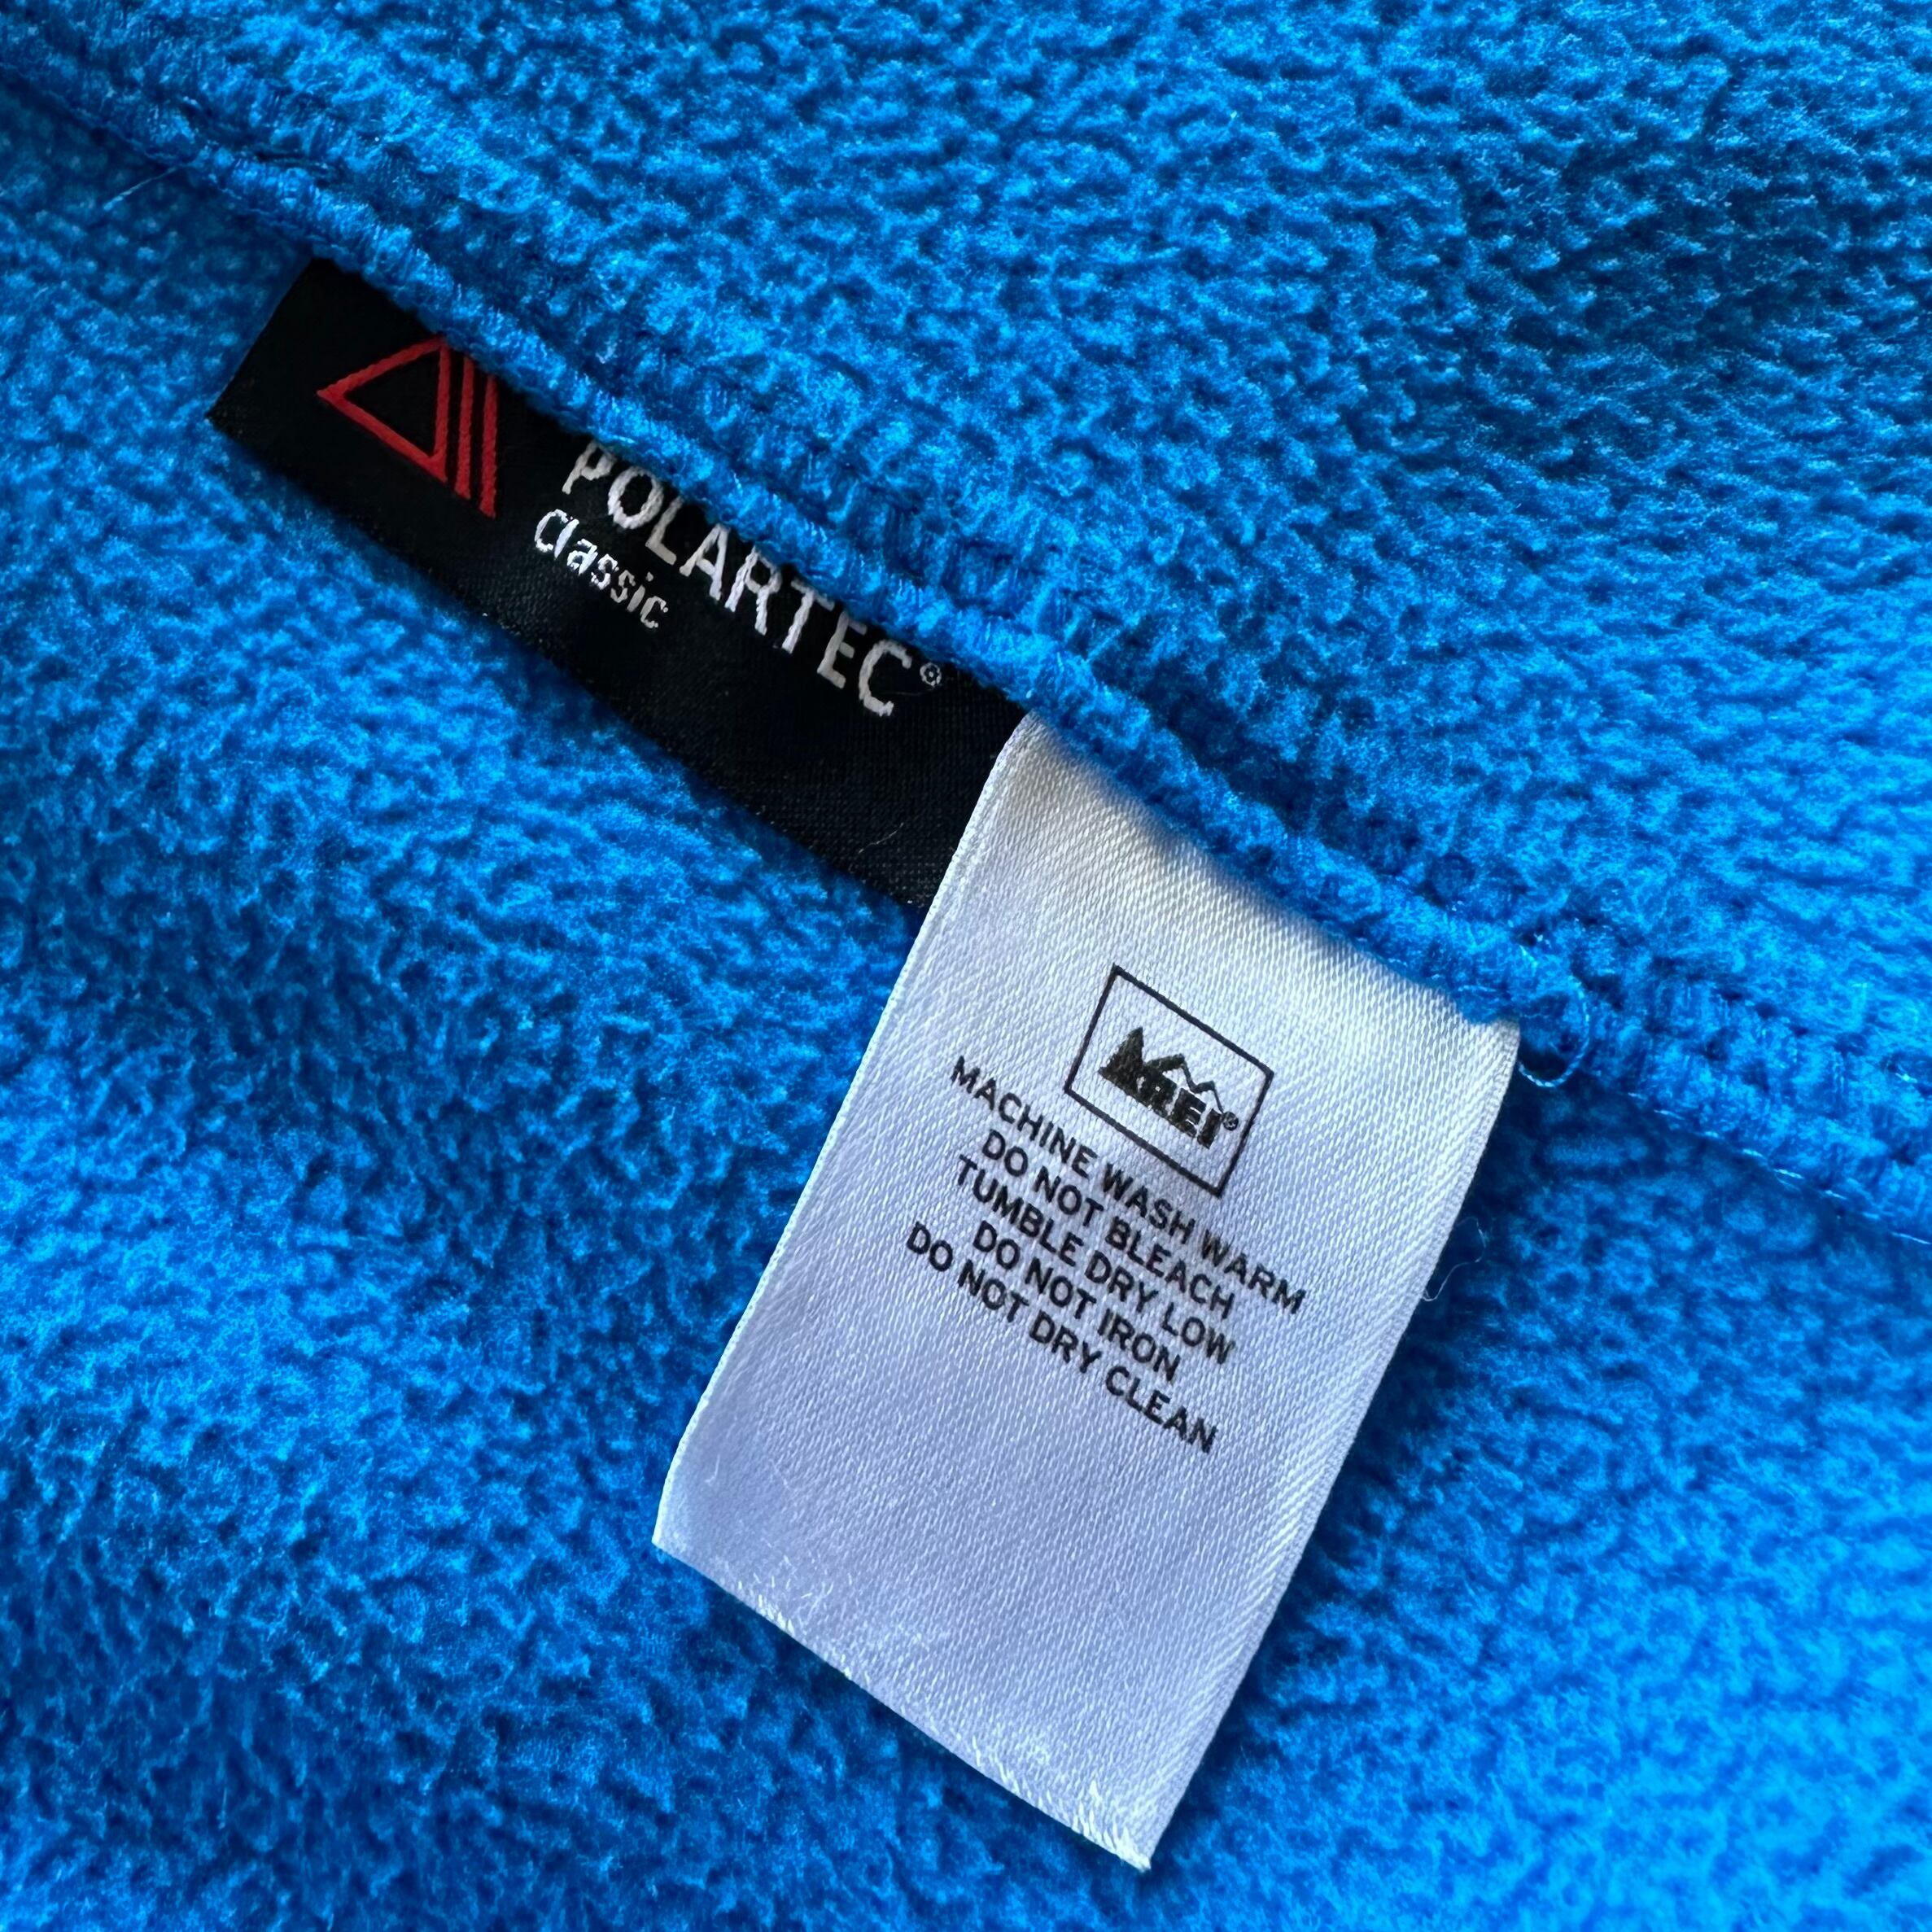 POLARTEC®
Classic
REI®
MACHINE WASH WARM
DO NOT BLEACH
TUMBLE DRY LOW
DO NOT IRON
DO NOT DRY CLEAN